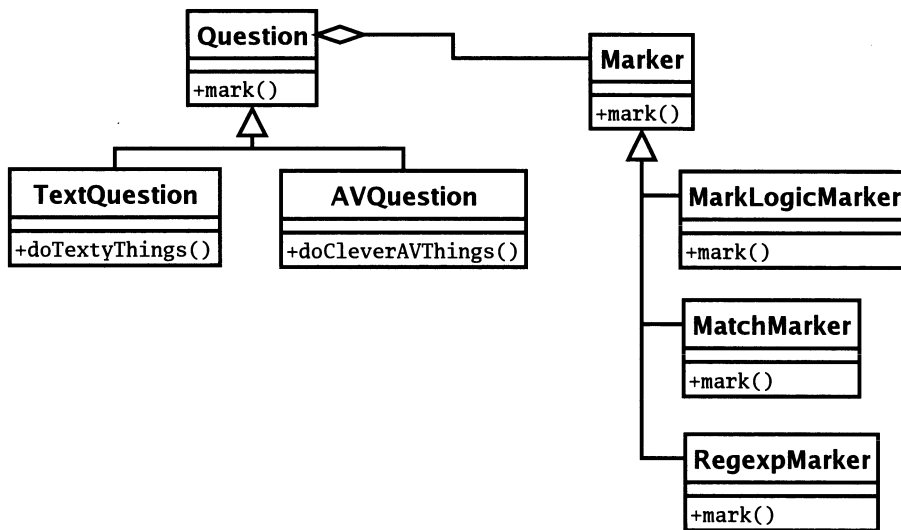 Question
+mark()
Marker
+mark()
TextQuestion
+doTextyThings()
AVQuestion
+doCleverAVThings()
MarkLogicMarker
+mark()
MatchMarker
+mark()
RegexpMarker
+mark()